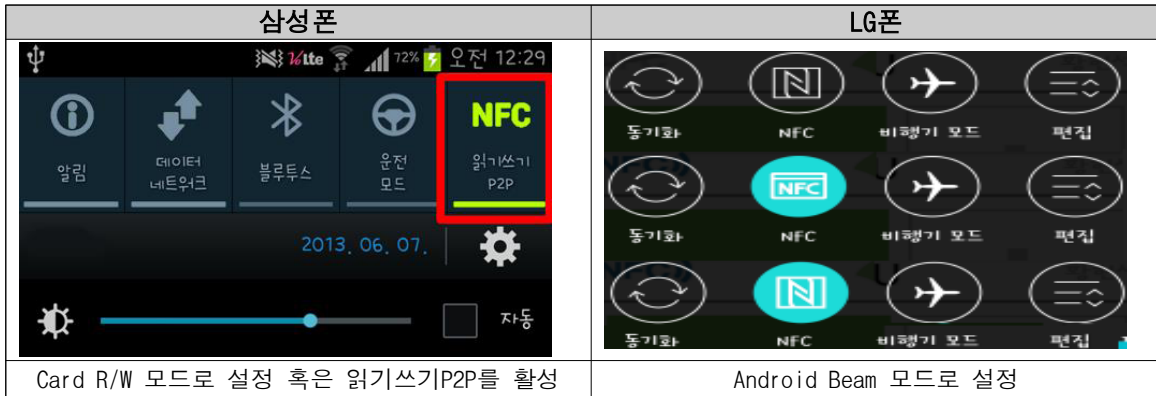 삼성폰
LG폰
Lte 72% 오전 12:29
NFC
알림
데이터
네트워크
블루투스
운전
모드
읽기쓰기
P2P
2013. 06. 07.
자동
동기화 NFC 비행기 모드 편집
NFC
동기화 NFC 비행기 모드 편집
동기화 NFC 비행기 모드 편집
Card R/W 모드로 설정 혹은 읽기쓰기P2P를 활성
Android Beam 모드로 설정